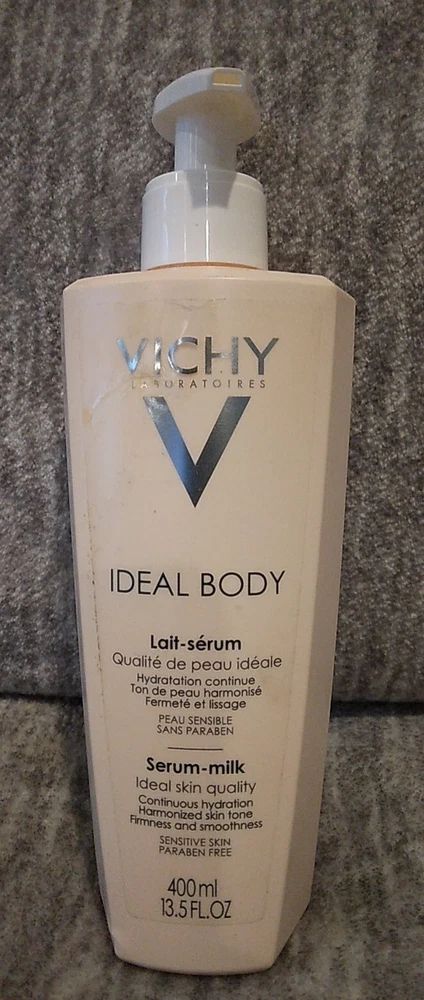 VICHY
LABORATOIRES
V
IDEAL BODY
Lait-sérum
Qualité de peau idéale
Hydratation continue
Ton de peau harmonisé
Fermeté et lissage
PEAU SENSIBLE
SANS PARABEN
Serum-milk
Ideal skin quality
Continuous hydration
Harmonized skin tone
Firmness and smoothness
SENSITIVE SKIN
PARABEN FREE
400 ml
13.5 FL.OZ